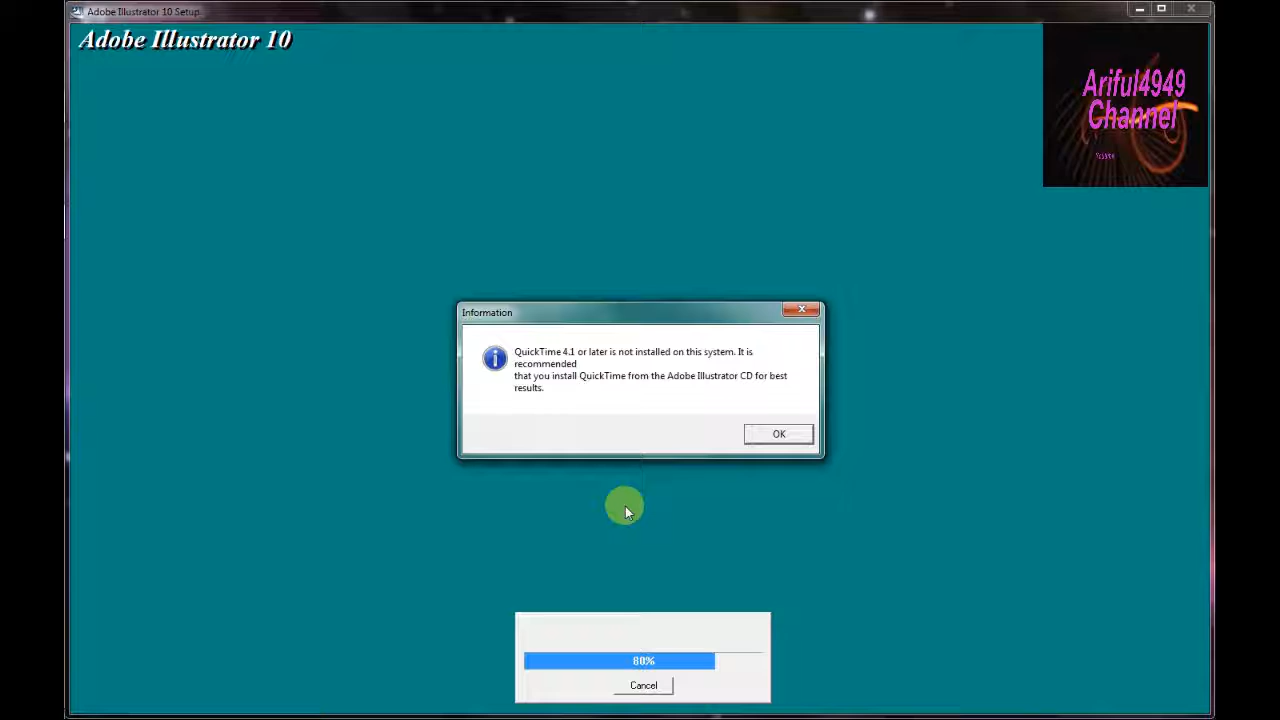 Adobe Illustrator 10 Setup
Adobe Illustrator 10
Ariful4949
Channel
Information
QuickTime 4.1 or later is not installed on this system. It is
recommended
that you install QuickTime from the Adobe Illustrator CD for best
results.
OK
80%
Cancel